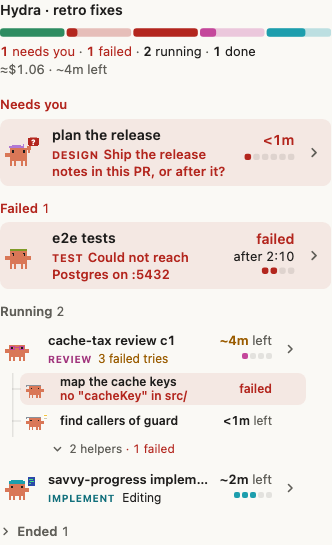 Hydra · retro fixes
1 needs you · 1 failed · 2 running · 1 done
≈$1.06 · ~4m left
Needs you
plan the release
<1m
DESIGN Ship the release
notes in this PR, or after it?
Failed 1
e2e tests
failed
TEST Could not reach
after 2:10
Postgres on :5432
Running 2
cache-tax review c1
~4m left
REVIEW 3 failed tries
map the cache keys
no "cacheKey" in src/
failed
find callers of guard
<1m left
2 helpers · 1 failed
savvy-progress implem...
~2m left
IMPLEMENT Editing
Ended 1